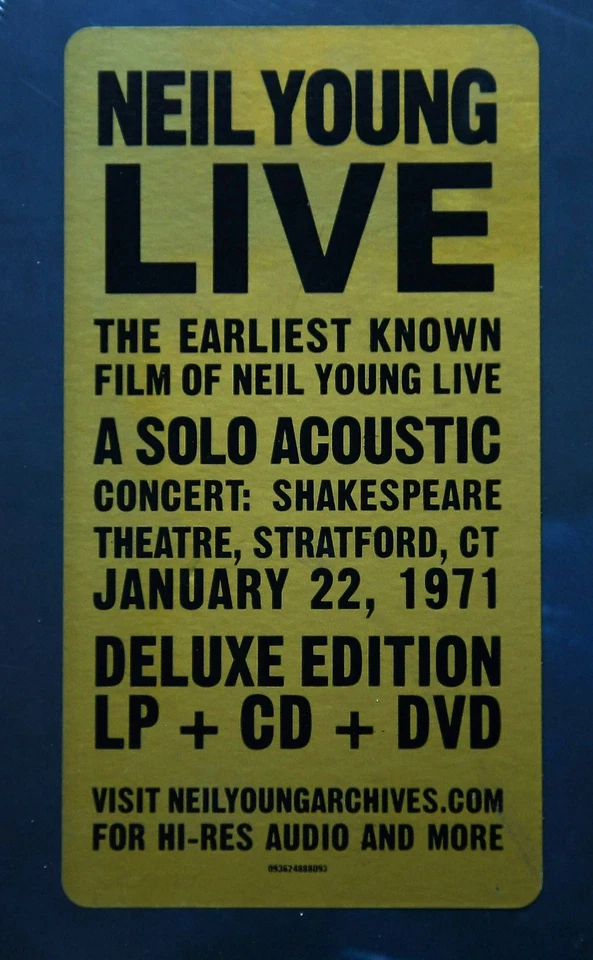 NEIL YOUNG
LIVE
THE EARLIEST KNOWN
FILM OF NEIL YOUNG LIVE
A SOLO ACOUSTIC
CONCERT: SHAKESPEARE
THEATRE, STRATFORD, CT
JANUARY 22, 1971
DELUXE EDITION
LP + CD + DVD
VISIT NEILYOUNGARCHIVES.COM
FOR HI-RES AUDIO AND MORE
093624888093